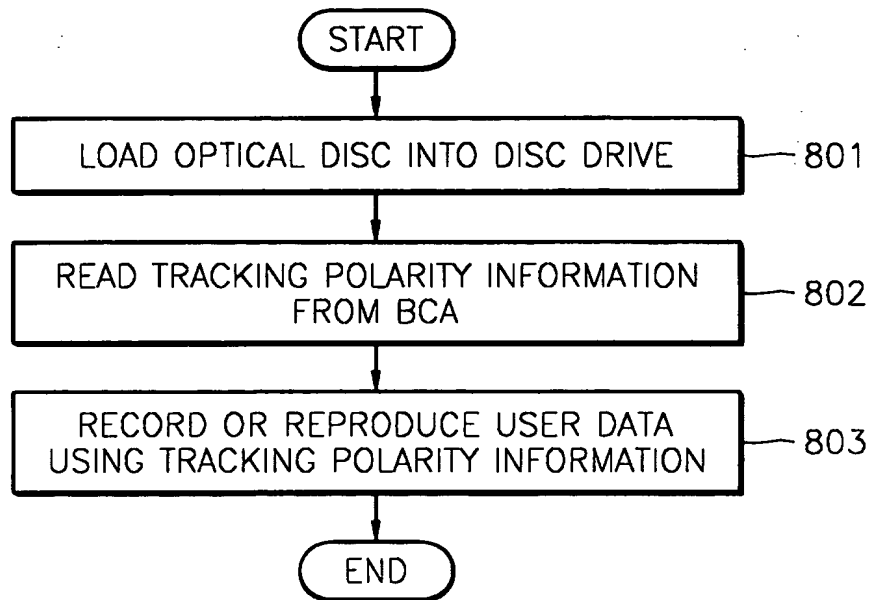 START
LOAD OPTICAL DISC INTO DISC DRIVE
801
READ TRACKING POLARITY INFORMATION
FROM BCA
802
RECORD OR REPRODUCE USER DATA
USING TRACKING POLARITY INFORMATION
803
END